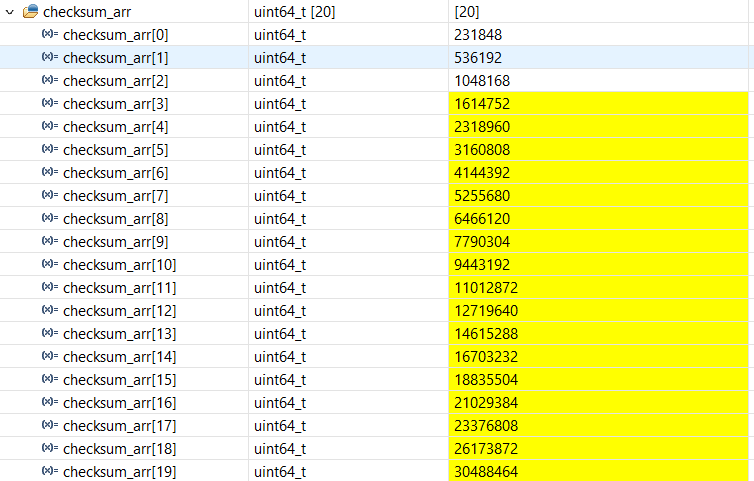 checksum_arr uint64_t [20] [20]
(x)= checksum_arr[0] uint64_t 231848
(x)= checksum_arr[1] uint64_t 536192
(x)= checksum_arr[2] uint64_t 1048168
(x)= checksum_arr[3] uint64_t 1614752
(x)= checksum_arr[4] uint64_t 2318960
(x)= checksum_arr[5] uint64_t 3160808
(x)= checksum_arr[6] uint64_t 4144392
(x)= checksum_arr[7] uint64_t 5255680
(x)= checksum_arr[8] uint64_t 6466120
(x)= checksum_arr[9] uint64_t 7790304
(x)= checksum_arr[10] uint64_t 9443192
(x)= checksum_arr[11] uint64_t 11012872
(x)= checksum_arr[12] uint64_t 12719640
(x)= checksum_arr[13] uint64_t 14615288
(x)= checksum_arr[14] uint64_t 16703232
(x)= checksum_arr[15] uint64_t 18835504
(x)= checksum_arr[16] uint64_t 21029384
(x)= checksum_arr[17] uint64_t 23376808
(x)= checksum_arr[18] uint64_t 26173872
(x)= checksum_arr[19] uint64_t 30488464